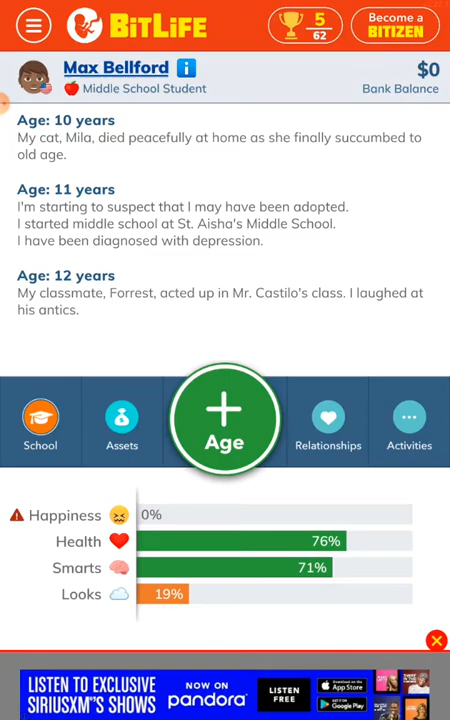 BitLife
5
62
Become a
BITIZEN
Max Bellford
$0
Middle School Student
Bank Balance
Age: 10 years
My cat, Mila, died peacefully at home as she finally succumbed to
old age.
Age: 11 years
I'm starting to suspect that I may have been adopted.
I started middle school at St. Aisha's Middle School.
I have been diagnosed with depression.
Age: 12 years
My classmate, Forrest, acted up in Mr. Castilo's class. I laughed at
his antics.
School
Assets
Age
Relationships
Activities
Happiness 0%
Health 76%
Smarts 71%
Looks 19%
LISTEN TO EXCLUSIVE
SIRIUSXM'S SHOWS
NOW ON
pandora
LISTEN
FREE
App Store
Google Play